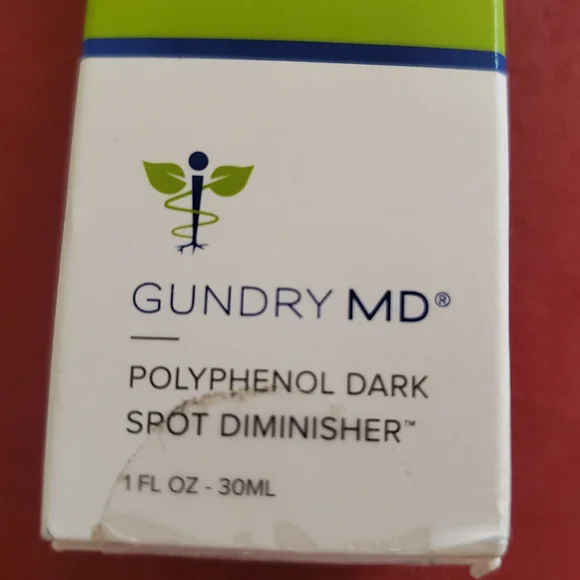 GUNDRY MD®
POLYPHENOL DARK
SPOT DIMINISHER™
1 FL OZ - 30ML